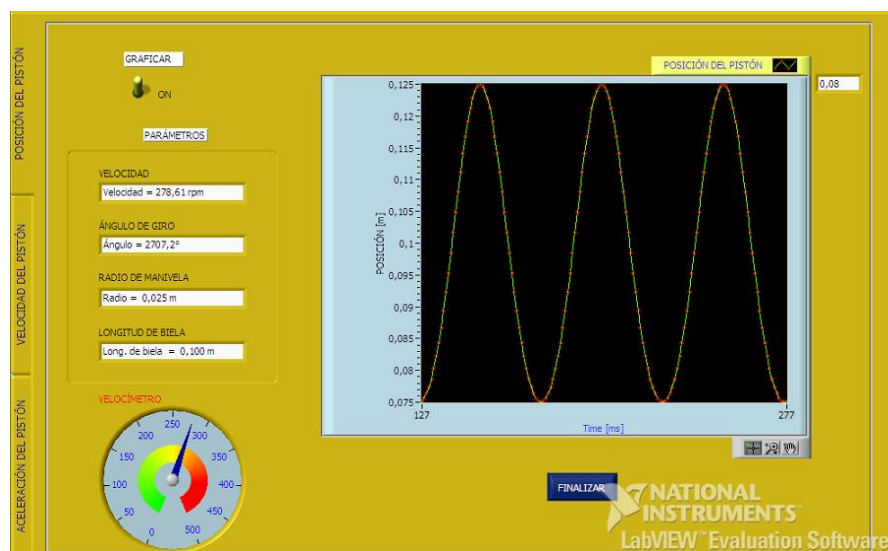 POSICIÓN DEL PISTÓN
VELOCIDAD DEL PISTÓN
ACELERACIÓN DEL PISTÓN
GRAFICAR
ON
PARÁMETROS
VELOCIDAD
Velocidad = 278,61 rpm
ÁNGULO DE GIRO
Ángulo = 2707,2°
RADIO DE MANIVELA
Radio = 0,025 m
LONGITUD DE BIELA
Long. de biela = 0,100 m
VELOCÍMETRO
0
50
100
150
200
250
300
350
400
450
500
POSICIÓN DEL PISTÓN
0,08
POSICIÓN [m]
0,125
0,12
0,115
0,11
0,105
0,1
0,095
0,09
0,085
0,08
0,075
127
277
Time [ms]
FINALIZAR
NATIONAL
INSTRUMENTS
LabVIEW™ Evaluation Software